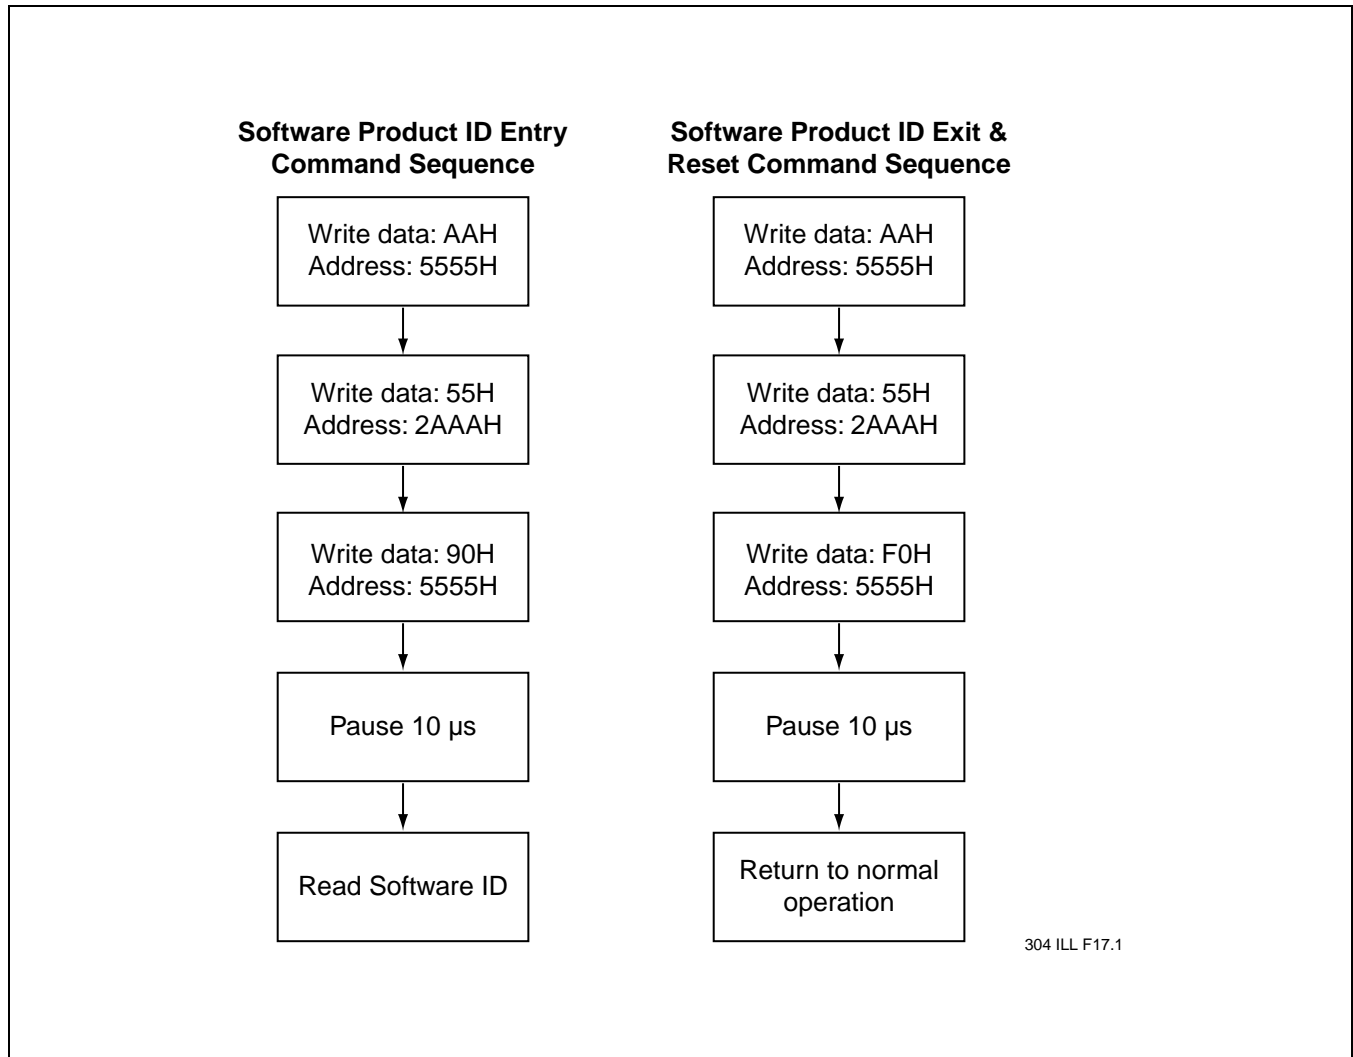 Software Product ID Entry
Command Sequence
Write data: AAH
Address: 5555H
Write data: 55H
Address: 2AAAH
Write data: 90H
Address: 5555H
Pause 10 µs
Read Software ID
Software Product ID Exit &
Reset Command Sequence
Write data: AAH
Address: 5555H
Write data: 55H
Address: 2AAAH
Write data: F0H
Address: 5555H
Pause 10 µs
Return to normal
operation
304 ILL F17.1